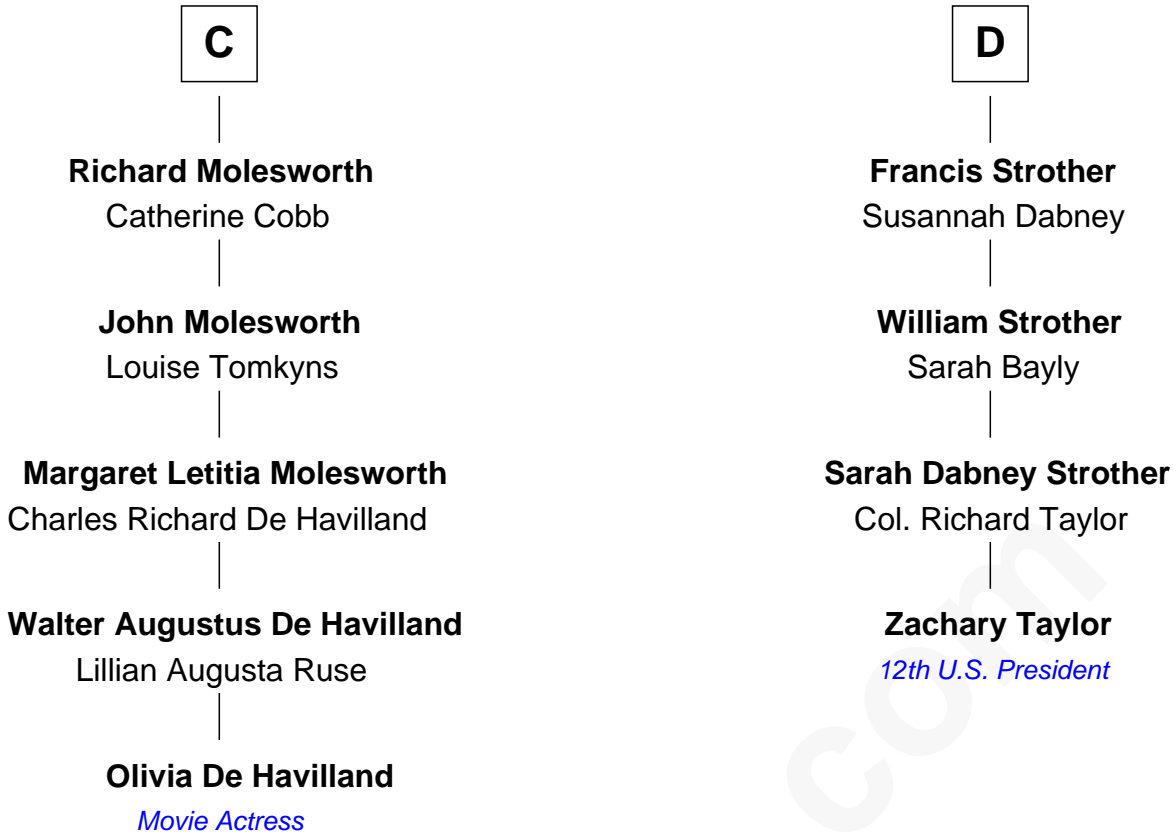 C
Richard Molesworth
Catherine Cobb
John Molesworth
Louise Tomkyns
Margaret Letitia Molesworth
Charles Richard De Havilland
Walter Augustus De Havilland
Lillian Augusta Ruse
Olivia De Havilland
Movie Actress
D
Francis Strother
Susannah Dabney
William Strother
Sarah Bayly
Sarah Dabney Strother
Col. Richard Taylor
Zachary Taylor
12th U.S. President
com